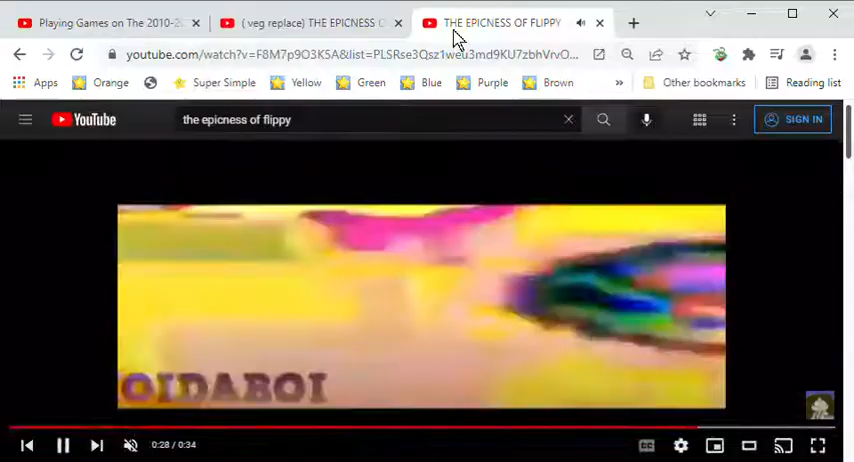 Playing Games on The 2010-2
( veg replace) THE EPICNESS O
THE EPICNESS OF FLIPPY
youtube.com/watch?v=F8M7p9O3K5A&list=PLSRse3Qsz1weu3md9KU7zbhVrvO...
Apps
Orange
Super Simple
Yellow
Green
Blue
Purple
Brown
»
Other bookmarks
Reading list
YouTube
the epicness of flippy
SIGN IN
OIDABOI
0:28 / 0:34
CC